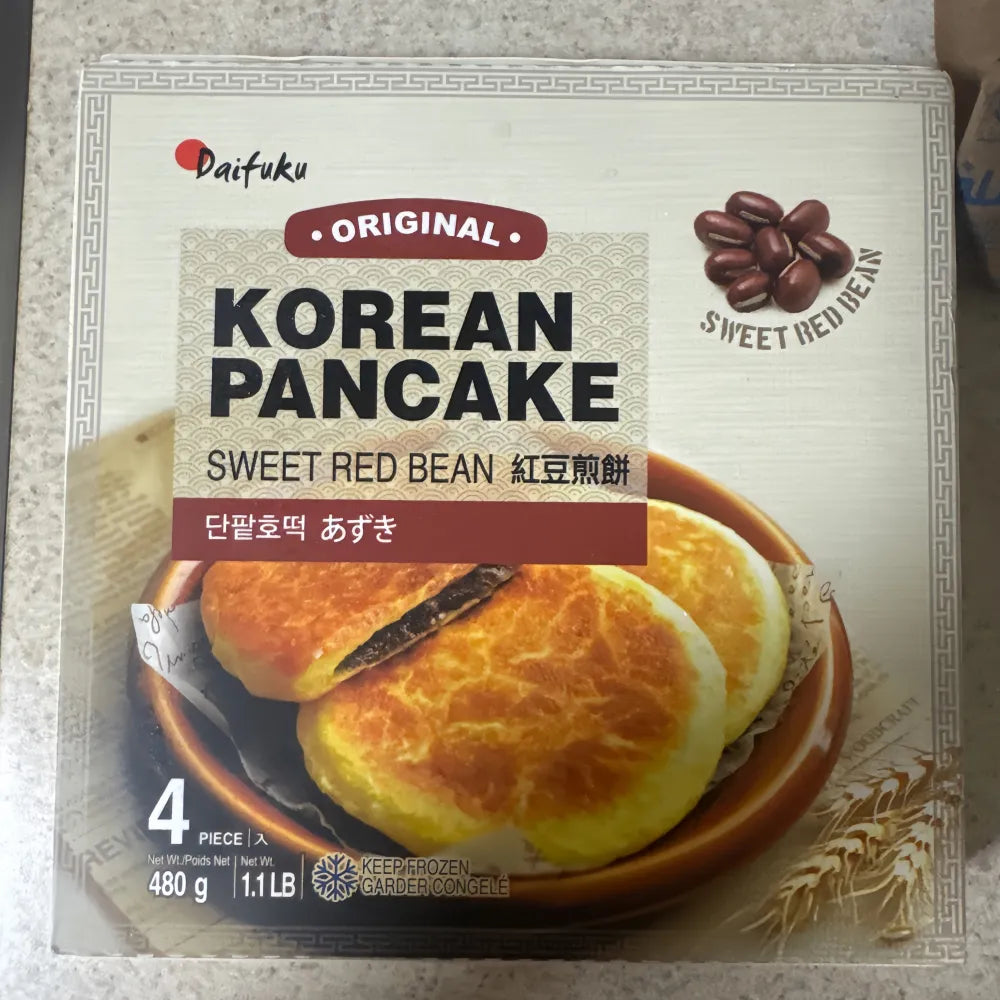 Daifuku
• ORIGINAL •
KOREAN
PANCAKE
SWEET RED BEAN 紅豆煎餅
단팥호떡 あずき
SWEET RED BEAN
4 PIECE | 入
Net Wt./Poids Net | Net Wt.
480 g | 1.1 LB
KEEP FROZEN
GARDER CONGELÉ